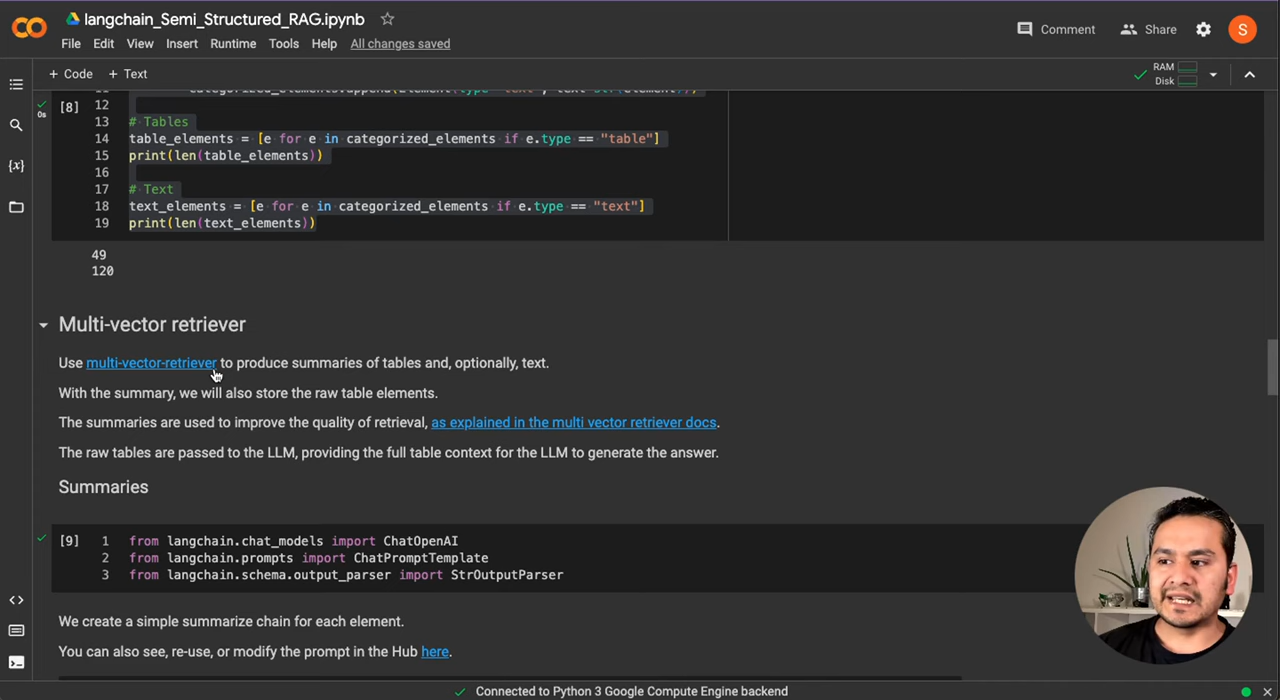 langchain_Semi_Structured_RAG.ipynb
File Edit View Insert Runtime Tools Help All changes saved
Comment Share S
+ Code + Text
RAM
Disk
[8]
12
13 # Tables
14 table_elements = [e for e in categorized_elements if e.type == "table"]
15 print(len(table_elements))
16
17 # Text
18 text_elements = [e for e in categorized_elements if e.type == "text"]
19 print(len(text_elements))
0s
49
120
Multi-vector retriever
Use multi-vector-retriever to produce summaries of tables and, optionally, text.
With the summary, we will also store the raw table elements.
The summaries are used to improve the quality of retrieval, as explained in the multi vector retriever docs.
The raw tables are passed to the LLM, providing the full table context for the LLM to generate the answer.
Summaries
[9] 1 from langchain.chat_models import ChatOpenAI
2 from langchain.prompts import ChatPromptTemplate
3 from langchain.schema.output_parser import StrOutputParser
We create a simple summarize chain for each element.
You can also see, re-use, or modify the prompt in the Hub here.
Connected to Python 3 Google Compute Engine backend